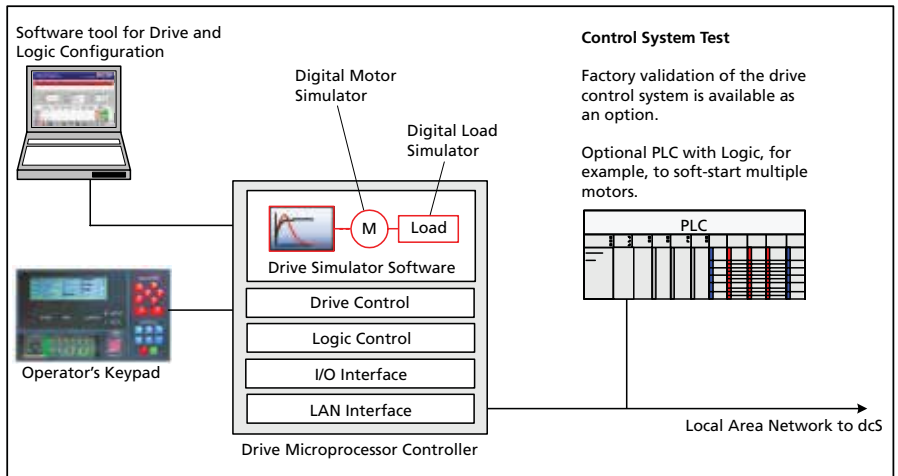 Software tool for Drive and
Logic Configuration
Digital Motor
Simulator
Digital Load
Simulator
Control System Test
Factory validation of the drive
control system is available as
an option.
Optional PLC with Logic, for
example, to soft-start multiple
motors.
PLC
M
Load
Drive Simulator Software
Drive Control
Logic Control
I/O Interface
LAN Interface
Operator's Keypad
Drive Microprocessor Controller
Local Area Network to dcS